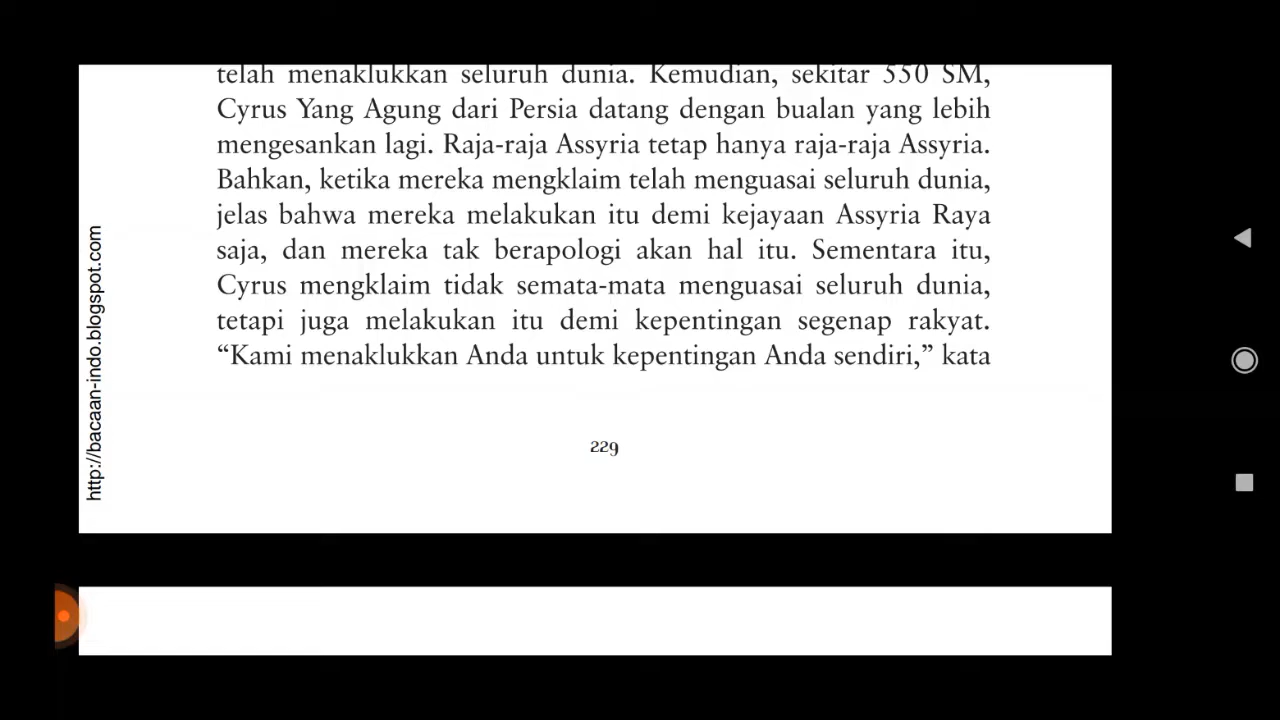 telah menaklukkan seluruh dunia. Kemudian, sekitar 550 SM,
Cyrus Yang Agung dari Persia datang dengan bualan yang lebih
mengesankan lagi. Raja-raja Assyria tetap hanya raja-raja Assyria.
Bahkan, ketika mereka mengklaim telah menguasai seluruh dunia,
jelas bahwa mereka melakukan itu demi kejayaan Assyria Raya
saja, dan mereka tak berapologi akan hal itu. Sementara itu,
Cyrus mengklaim tidak semata-mata menguasai seluruh dunia,
tetapi juga melakukan itu demi kepentingan segenap rakyat.
“Kami menaklukkan Anda untuk kepentingan Anda sendiri,” kata
229
http://bacaan-indo.blogspot.com